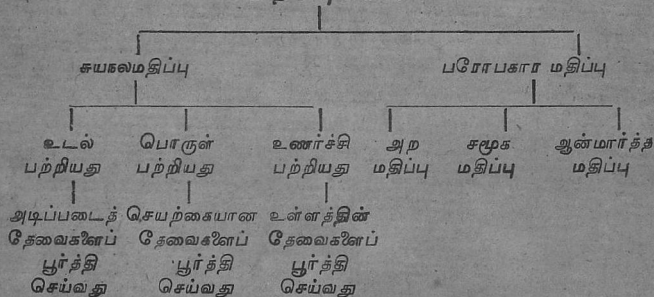 சுயநலமதிப்பு பரோபகார மதிப்பு
உடல் பொருள் உணர்ச்சி அற சமூக ஆன்மார்த்த
பற்றியது பற்றியது பற்றியது மதிப்பு மதிப்பு மதிப்பு
அடிப்படைத் செயற்கையான உள்ளத்தின்
தேவைகளைப் தேவைகளைப் தேவைகளைப்
பூர்த்தி பூர்த்தி பூர்த்தி
செய்வது செய்வது செய்வது